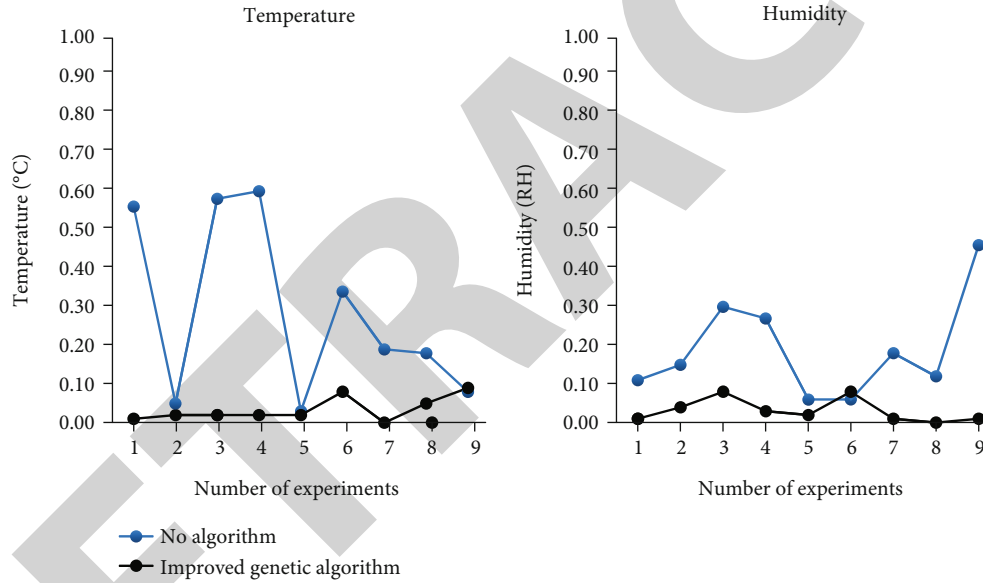 Temperature
1.00
0.90
0.80
0.70
0.60
0.50
0.40
0.30
0.20
0.10
0.00
Temperature (°C)
1 2 3 4 5 6 7 8 9
Number of experiments
Humidity
1.00
0.90
0.80
0.70
0.60
0.50
0.40
0.30
0.20
0.10
0.00
Humidity (RH)
1 2 3 4 5 6 7 8 9
Number of experiments
No algorithm
Improved genetic algorithm
ETRAC